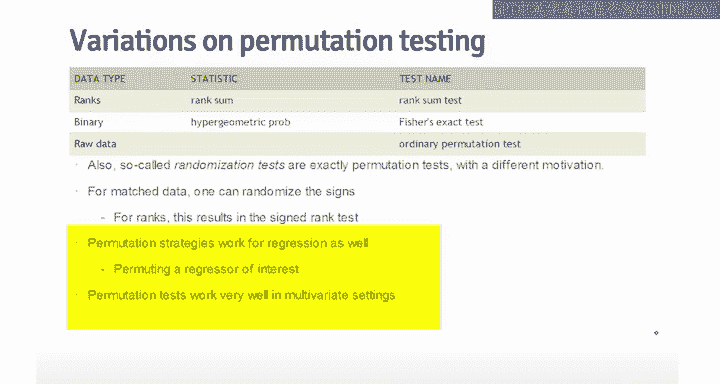 Variations on permutation testing
DATA TYPE STATISTIC TEST NAME
Ranks rank sum rank sum test
Binary hypergeometric prob Fisher's exact test
Raw data ordinary permutation test
· Also, so-called randomization tests are exactly permutation tests, with a different motivation.
· For matched data, one can randomize the signs
- For ranks, this results in the signed rank test
· Permutation strategies work for regression as well
- Permuting a regressor of interest
· Permutation tests work very well in multivariate settings